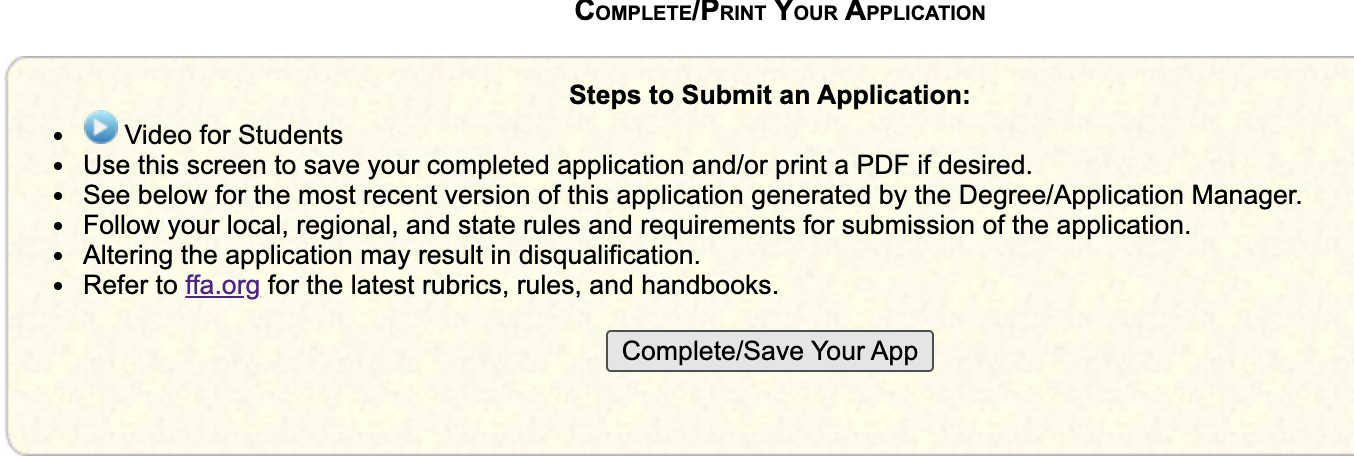 Complete/Print Your Application
Steps to Submit an Application:
Video for Students
Use this screen to save your completed application and/or print a PDF if desired.
See below for the most recent version of this application generated by the Degree/Application Manager.
Follow your local, regional, and state rules and requirements for submission of the application.
Altering the application may result in disqualification.
Refer to ffa.org for the latest rubrics, rules, and handbooks.
Complete/Save Your App